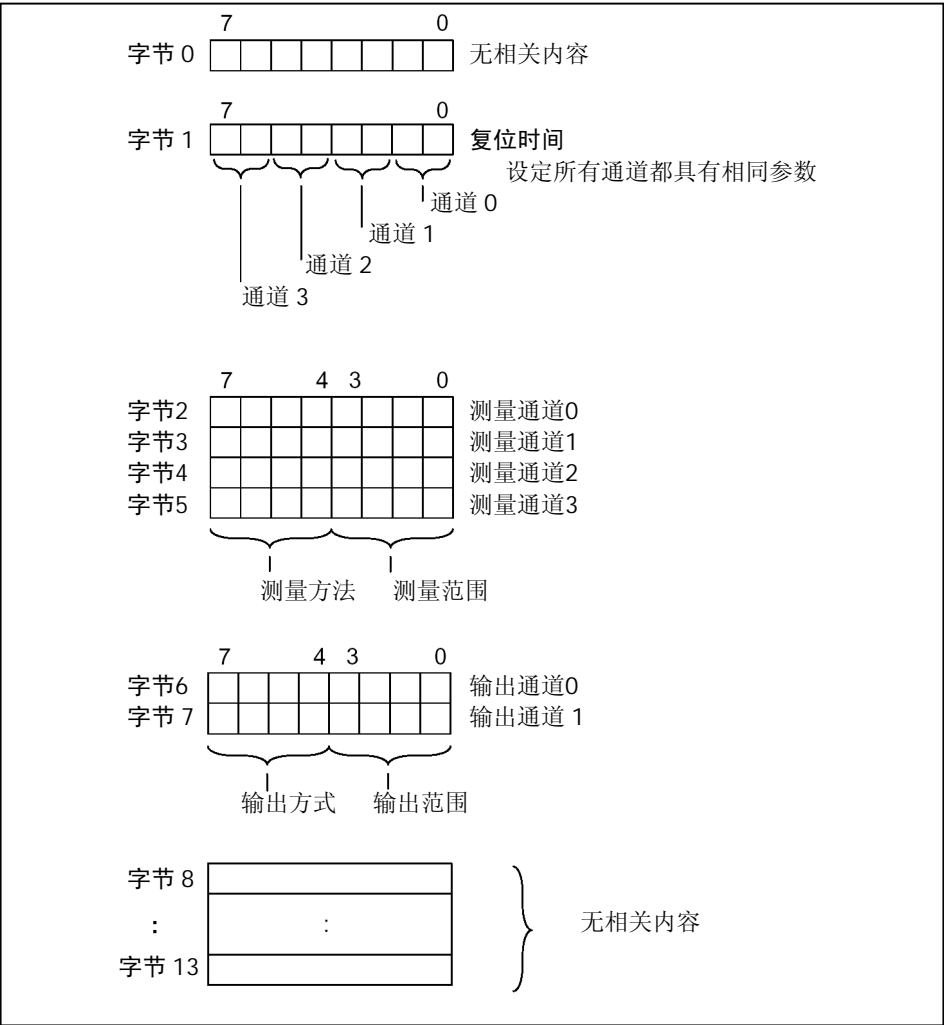 7 0
字节 0 无相关内容
7 0
字节 1 复位时间
设定所有通道都具有相同参数
通道 0
通道 1
通道 2
通道 3
7 4 3 0
字节2 测量通道0
字节3 测量通道1
字节4 测量通道2
字节5 测量通道3
测量方法 测量范围
7 4 3 0
字节6 输出通道0
字节 7 输出通道 1
输出方式 输出范围
字节 8
: : 无相关内容
字节 13